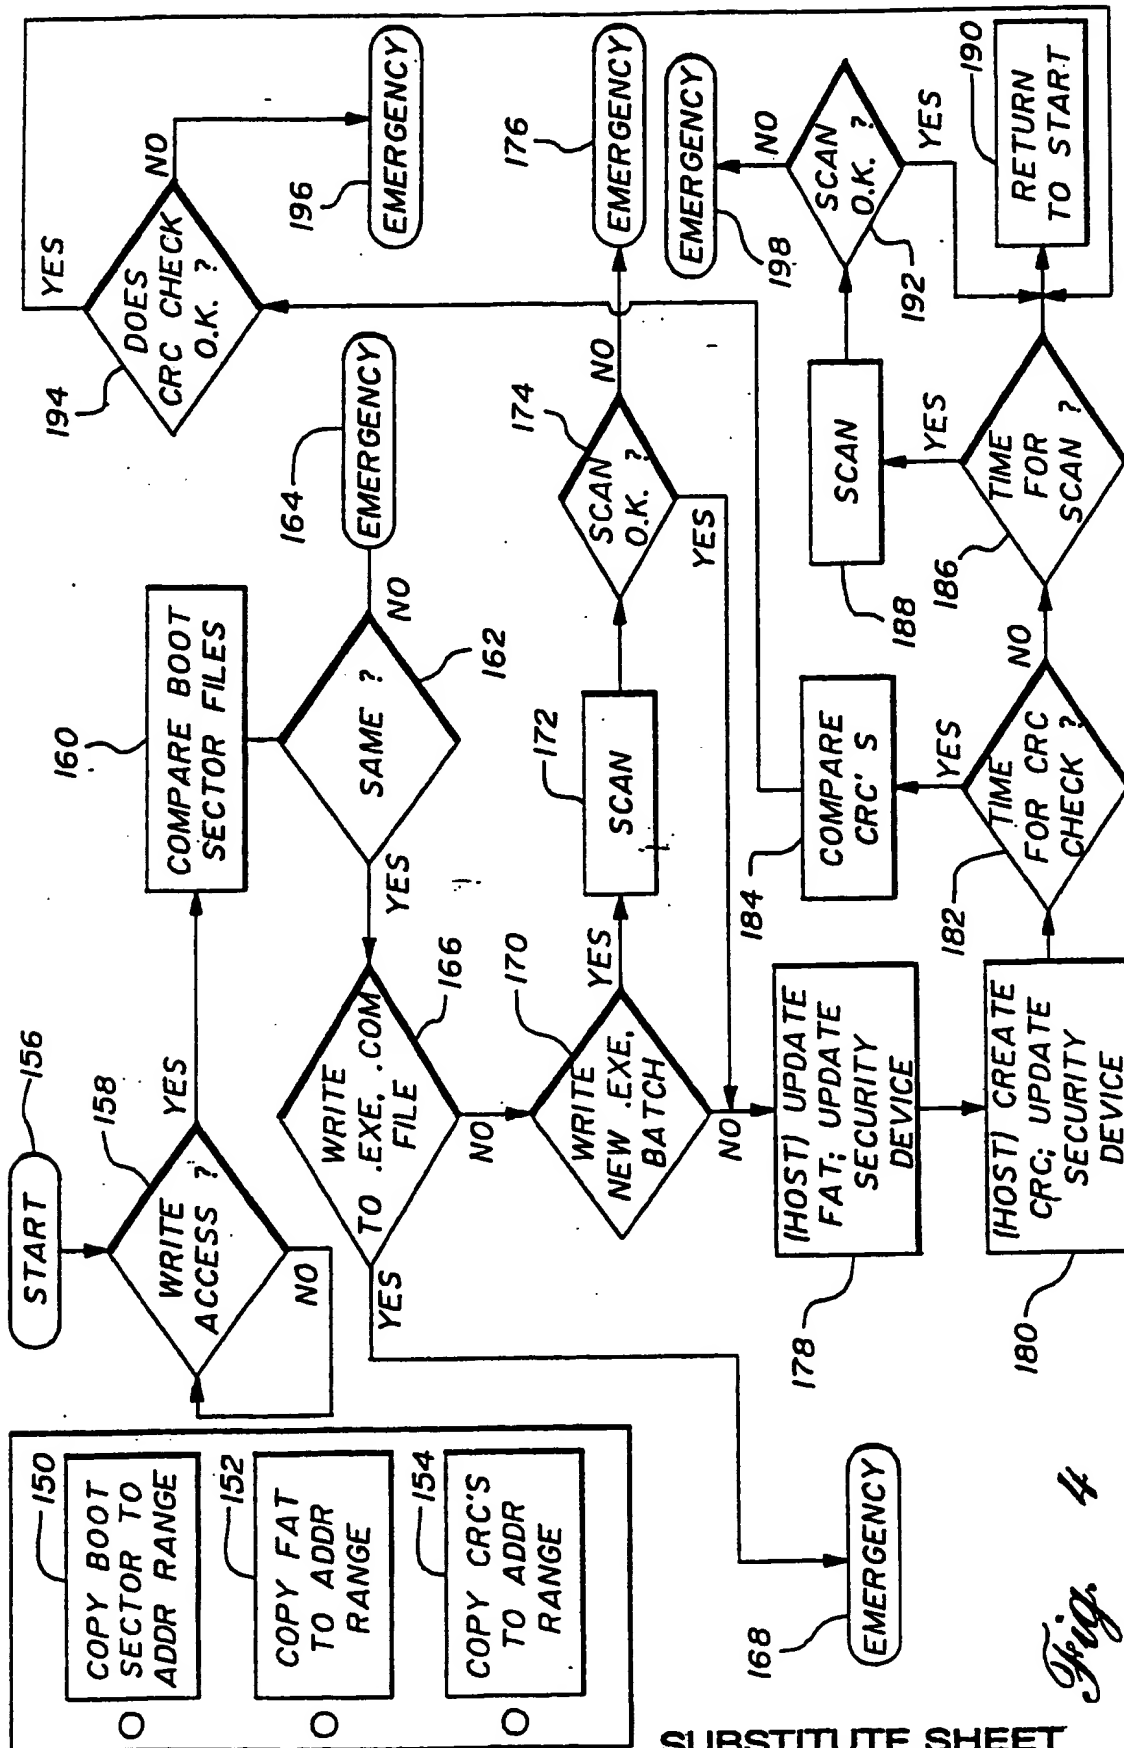 COPY BOOT
SECTOR TO
ADDR RANGE
150
COPY FAT
TO ADDR
RANGE
152
COPY CRC'S
TO ADDR
RANGE
154
START
156
WRITE
ACCESS ?
158
YES
NO
COMPARE BOOT
SECTOR FILES
160
SAME ?
162
NO
YES
EMERGENCY
164
WRITE
TO .EXE, .COM
FILE
166
YES
NO
EMERGENCY
168
WRITE
NEW .EXE,
BATCH
170
YES
NO
SCAN
172
SCAN
O.K. ?
174
NO
YES
EMERGENCY
176
(HOST) UPDATE
FAT; UPDATE
SECURITY
DEVICE
178
(HOST) CREATE
CRC; UPDATE
SECURITY
DEVICE
180
TIME
FOR CRC
CHECK ?
182
YES
NO
COMPARE
CRC'S
184
TIME
FOR
SCAN ?
186
YES
SCAN
188
SCAN
O.K. ?
192
NO
YES
EMERGENCY
198
RETURN
TO START
190
DOES
CRC CHECK
O.K. ?
194
YES
NO
EMERGENCY
196
Fig. 4
SUBSTITUTE SHEET